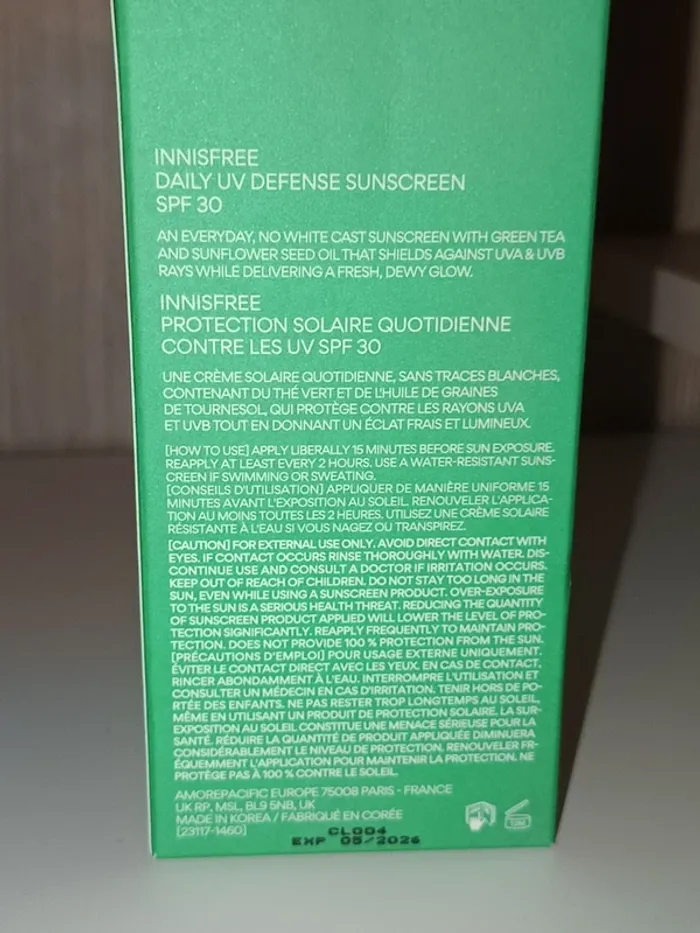 INNISFREE
DAILY UV DEFENSE SUNSCREEN
SPF 30
AN EVERYDAY, NO WHITE CAST SUNSCREEN WITH GREEN TEA
AND SUNFLOWER SEED OIL THAT SHIELDS AGAINST UVA & UVB
RAYS WHILE DELIVERING A FRESH, DEWY GLOW.
INNISFREE
PROTECTION SOLAIRE QUOTIDIENNE
CONTRE LES UV SPF 30
UNE CRÈME SOLAIRE QUOTIDIENNE, SANS TRACES BLANCHES,
CONTENANT DU THÉ VERT ET DE L'HUILE DE GRAINES
DE TOURNESOL, QUI PROTÈGE CONTRE LES RAYONS UVA
ET UVB TOUT EN DONNANT UN ÉCLAT FRAIS ET LUMINEUX.
[HOW TO USE] APPLY LIBERALLY 15 MINUTES BEFORE SUN EXPOSURE.
REAPPLY AT LEAST EVERY 2 HOURS. USE A WATER-RESISTANT SUNS-
CREEN IF SWIMMING OR SWEATING.
[CONSEILS D'UTILISATION] APPLIQUER DE MANIÈRE UNIFORME 15
MINUTES AVANT L'EXPOSITION AU SOLEIL. RENOUVELER L'APPLICA-
TION AU MOINS TOUTES LES 2 HEURES. UTILISEZ UNE CRÈME SOLAIRE
RÉSISTANTE À L'EAU SI VOUS NAGEZ OU TRANSPIREZ.
[CAUTION] FOR EXTERNAL USE ONLY. AVOID DIRECT CONTACT WITH
EYES. IF CONTACT OCCURS RINSE THOROUGHLY WITH WATER. DIS-
CONTINUE USE AND CONSULT A DOCTOR IF IRRITATION OCCURS.
KEEP OUT OF REACH OF CHILDREN. DO NOT STAY TOO LONG IN THE
SUN, EVEN WHILE USING A SUNSCREEN PRODUCT. OVER-EXPOSURE
TO THE SUN IS A SERIOUS HEALTH THREAT. REDUCING THE QUANTITY
OF SUNSCREEN PRODUCT APPLIED WILL LOWER THE LEVEL OF PRO-
TECTION SIGNIFICANTLY. REAPPLY FREQUENTLY TO MAINTAIN PRO-
TECTION. DOES NOT PROVIDE 100 % PROTECTION FROM THE SUN.
[PRÉCAUTIONS D'EMPLOI] POUR USAGE EXTERNE UNIQUEMENT.
ÉVITER LE CONTACT DIRECT AVEC LES YEUX. EN CAS DE CONTACT,
RINCER ABONDAMMENT À L'EAU. INTERROMPRE L'UTILISATION ET
CONSULTER UN MÉDECIN EN CAS D'IRRITATION. TENIR HORS DE PO-
RTÉE DES ENFANTS. NE PAS RESTER TROP LONGTEMPS AU SOLEIL,
MÊME EN UTILISANT UN PRODUIT DE PROTECTION SOLAIRE. LA SUR-
EXPOSITION AU SOLEIL CONSTITUE UNE MENACE SÉRIEUSE POUR LA
SANTÉ. RÉDUIRE LA QUANTITÉ DE PRODUIT APPLIQUÉE DIMINUERA
CONSIDÉRABLEMENT LE NIVEAU DE PROTECTION. RENOUVELER FR-
ÉQUEMMENT L'APPLICATION POUR MAINTENIR LA PROTECTION. NE
PROTÈGE PAS À 100 % CONTRE LE SOLEIL.
AMOREPACIFIC EUROPE 75008 PARIS - FRANCE
UK RP, MSL, BL9 5NB, UK
MADE IN KOREA / FABRIQUÉ EN CORÉE
[23117-1460]
CL004
EXP 05/2026
12M